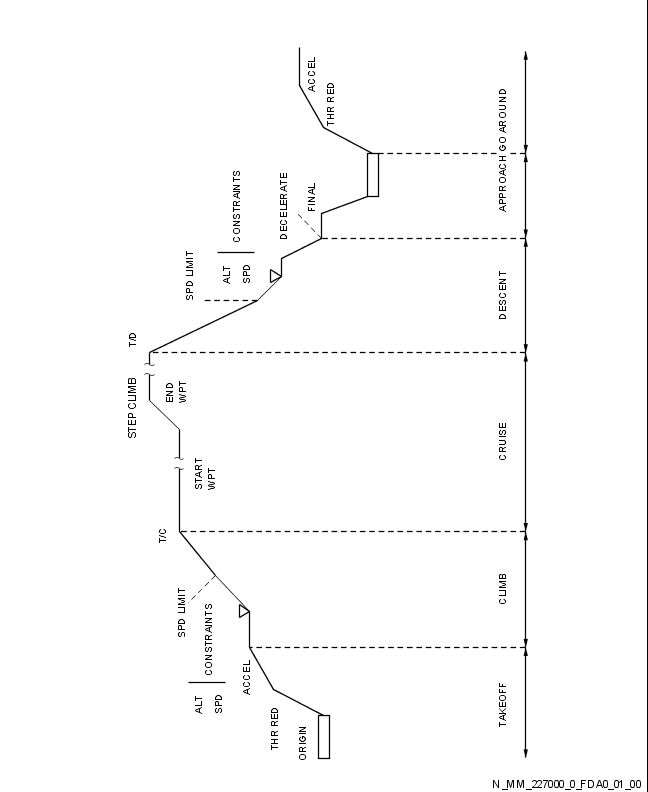 ORIGIN
THR RED
ACCEL
ALT
SPD
CONSTRAINTS
SPD LIMIT
T/C
START
WPT
STEP CLIMB
END
WPT
T/D
SPD LIMIT
ALT
SPD
CONSTRAINTS
DECELERATE
FINAL
THR RED
ACCEL
TAKEOFF
CLIMB
CRUISE
DESCENT
APPROACH
GO AROUND
N_MM_227000_0_FDA0_01_00